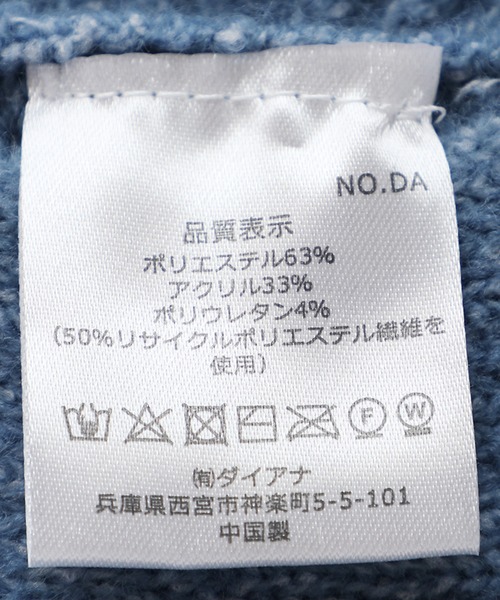 NO.DA
品質表示
ポリエステル63%
アクリル33%
ポリウレタン4%
(50%リサイクルポリエステル繊維を
使用)
F W
㈲ダイアナ
兵庫県西宮市神楽町5-5-101
中国製